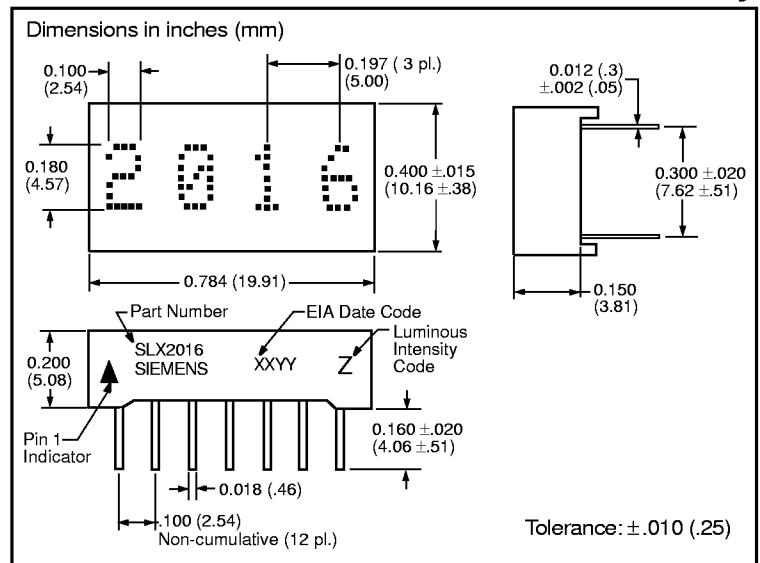 Dimensions in inches (mm)
0.100
(2.54)
0.197 ( 3 pl.)
(5.00)
0.012 (.3)
±.002 (.05)
0.180
(4.57)
2016
0.400 ±.015
(10.16 ±.38)
0.300 ±.020
(7.62 ±.51)
0.784 (19.91)
0.150
(3.81)
Part Number
EIA Date Code
Luminous
Intensity
Code
0.200
(5.08)
SLX2016
SIEMENS
XXYY
Z
Pin 1
Indicator
0.160 ±.020
(4.06 ±.51)
0.018 (.46)
.100 (2.54)
Non-cumulative (12 pl.)
Tolerance: ±.010 (.25)